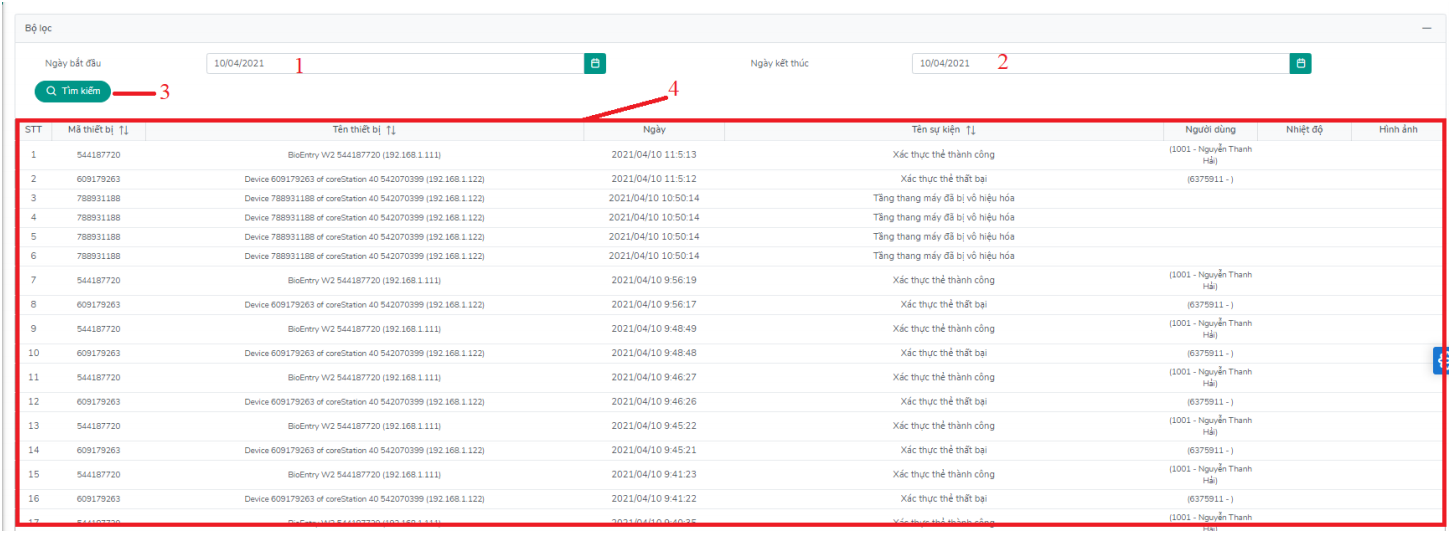 Bộ lọc
Ngày bắt đầu 10/04/2021 1 Ngày kết thúc 10/04/2021 2
Tìm kiếm 3 4
STT Mã thiết bị Tên thiết bị Ngày Tên sự kiện Người dùng Nhiệt độ Hình ảnh
1 544187720 BioEntry W2 544187720 (192.168.1.111) 2021/04/10 11:5:13 Xác thực thẻ thành công (1001 - Nguyễn Thanh
Hải)
2 609179263 Device 609179263 of coreStation 40 542070399 (192.168.1.122) 2021/04/10 11:5:12 Xác thực thẻ thất bại (6375911 - )
3 788931188 Device 788931188 of coreStation 40 542070399 (192.168.1.122) 2021/04/10 10:50:14 Tầng thang máy đã bị vô hiệu hóa
4 788931188 Device 788931188 of coreStation 40 542070399 (192.168.1.122) 2021/04/10 10:50:14 Tầng thang máy đã bị vô hiệu hóa
5 788931188 Device 788931188 of coreStation 40 542070399 (192.168.1.122) 2021/04/10 10:50:14 Tầng thang máy đã bị vô hiệu hóa
6 788931188 Device 788931188 of coreStation 40 542070399 (192.168.1.122) 2021/04/10 10:50:14 Tầng thang máy đã bị vô hiệu hóa
7 544187720 BioEntry W2 544187720 (192.168.1.111) 2021/04/10 9:56:19 Xác thực thẻ thành công (1001 - Nguyễn Thanh
Hải)
8 609179263 Device 609179263 of coreStation 40 542070399 (192.168.1.122) 2021/04/10 9:56:17 Xác thực thẻ thất bại (6375911 - )
9 544187720 BioEntry W2 544187720 (192.168.1.111) 2021/04/10 9:48:49 Xác thực thẻ thành công (1001 - Nguyễn Thanh
Hải)
10 609179263 Device 609179263 of coreStation 40 542070399 (192.168.1.122) 2021/04/10 9:48:48 Xác thực thẻ thất bại (6375911 - )
11 544187720 BioEntry W2 544187720 (192.168.1.111) 2021/04/10 9:46:27 Xác thực thẻ thành công (1001 - Nguyễn Thanh
Hải)
12 609179263 Device 609179263 of coreStation 40 542070399 (192.168.1.122) 2021/04/10 9:46:26 Xác thực thẻ thất bại (6375911 - )
13 544187720 BioEntry W2 544187720 (192.168.1.111) 2021/04/10 9:45:22 Xác thực thẻ thành công (1001 - Nguyễn Thanh
Hải)
14 609179263 Device 609179263 of coreStation 40 542070399 (192.168.1.122) 2021/04/10 9:45:21 Xác thực thẻ thất bại (6375911 - )
15 544187720 BioEntry W2 544187720 (192.168.1.111) 2021/04/10 9:41:23 Xác thực thẻ thành công (1001 - Nguyễn Thanh
Hải)
16 609179263 Device 609179263 of coreStation 40 542070399 (192.168.1.122) 2021/04/10 9:41:22 Xác thực thẻ thất bại (6375911 - )
17 544187720 BioEntry W2 544187720 (192.168.1.111) 2021/04/10 9:40:35 Xác thực thẻ thành công (1001 - Nguyễn Thanh
Hải)